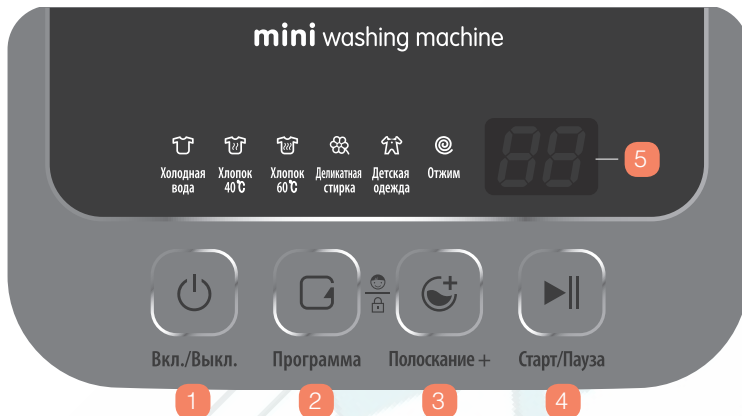 mini washing machine
Холодная вода
Хлопок 40℃
Хлопок 60℃
Деликатная стирка
Детская одежда
Отжим
88
5
Вкл./Выкл.
Программа
Полоскание +
Старт/Пауза
1
2
3
4